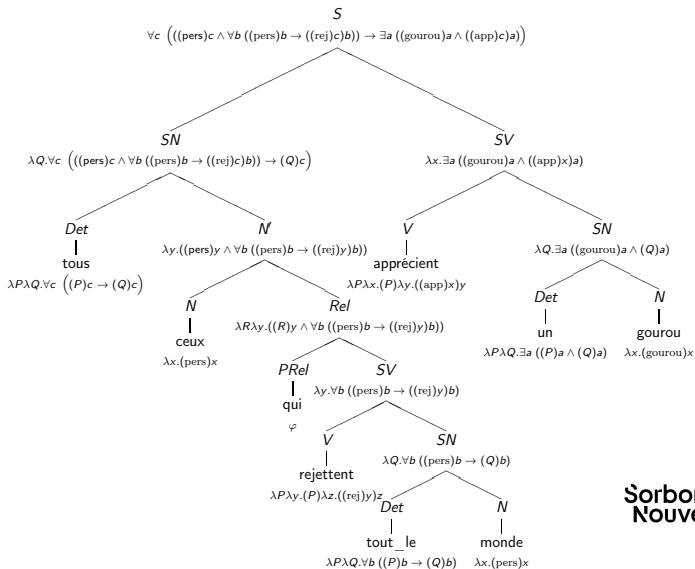 S
∀c (((pers)c ∧ ∀b ((pers)b → ((rej)c)b)) → ∃a ((gourou)a ∧ ((app)c)a))
SN SV
λQ.∀c (((pers)c ∧ ∀b ((pers)b → ((rej)c)b)) → (Q)c) λx.∃a ((gourou)a ∧ ((app)x)a)
Det N′ V SN
tous λy.((pers)y ∧ ∀b ((pers)b → ((rej)y)b)) apprécient λQ.∃a ((gourou)a ∧ (Q)a)
λPλQ.∀c ((P)c → (Q)c) λPλx.(P)λy.((app)x)y
N Rel Det N
ceux λRλy.((R)y ∧ ∀b ((pers)b → ((rej)y)b)) un gourou
λx.(pers)x λPλQ.∃a ((P)a ∧ (Q)a) λx.(gourou)x
PRel SV
qui λy.∀b ((pers)b → ((rej)y)b)
φ
V SN
rejettent λQ.∀b ((pers)b → (Q)b)
λPλy.(P)λz.((rej)y)z
Det N
tout_le monde
λPλQ.∀b ((P)b → (Q)b) λx.(pers)x